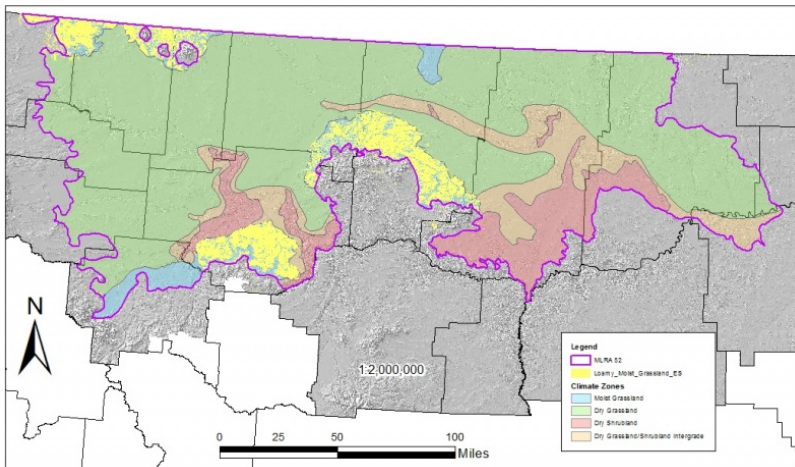 N
1:2,000,000
0 50 100
Miles
Legend
MLRA 52
Loamy_Moist_Grassland_ES
Climate Zones
Moist Grassland
Dry Grassland
Dry Shrubland
Dry Grassland/Shrubland Intergrade